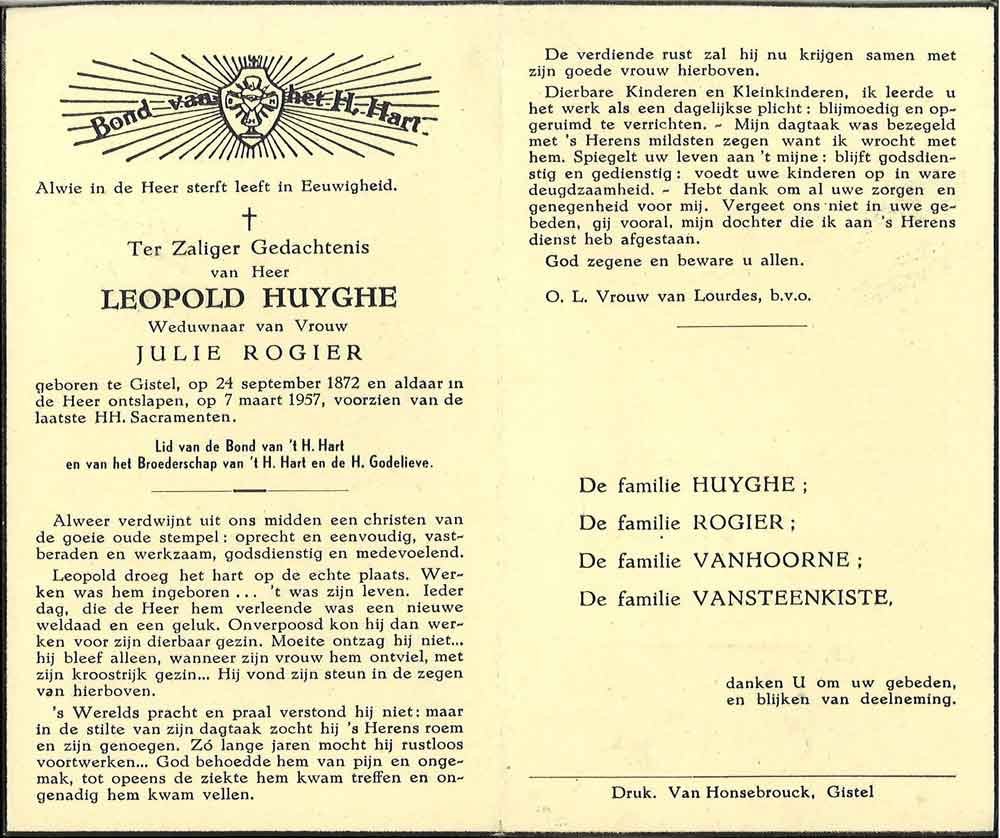 Bond van het H. Hart
Alwie in de Heer sterft leeft in Eeuwigheid.
Ter Zaliger Gedachtenis
van Heer
LEOPOLD HUYGHE
Weduwnaar van Vrouw
JULIE ROGIER
geboren te Gistel, op 24 september 1872 en aldaar in
de Heer ontslapen, op 7 maart 1957, voorzien van de
laatste HH. Sacramenten.
Lid van de Bond van 't H. Hart
en van het Broederschap van 't H. Hart en de H. Godelieve.
Alweer verdwijnt uit ons midden een christen van
de goeie oude stempel : oprecht en eenvoudig, vast-
beraden en werkzaam, godsdienstig en medevoelend.
Leopold droeg het hart op de echte plaats. Wer-
ken was hem ingeboren ... 't was zijn leven. Ieder
dag, die de Heer hem verleende was een nieuwe
weldaad en een geluk. Onverpoosd kon hij dan wer-
ken voor zijn dierbaar gezin. Moeite ontzag hij niet...
hij bleef alleen, wanneer zijn vrouw hem ontviel, met
zijn kroostrijk gezin... Hij vond zijn steun in de zegen
van hierboven.
's Werelds pracht en praal verstond hij niet : maar
in de stilte van zijn dagtaak zocht hij 's Herens roem
en zijn genoegen. Zó lange jaren mocht hij rustloos
voortwerken... God behoedde hem van pijn en onge-
mak, tot opeens de ziekte hem kwam treffen en on-
genadig hem kwam vellen.
De verdiende rust zal hij nu krijgen samen met
zijn goede vrouw hierboven.
Dierbare Kinderen en Kleinkinderen, ik leerde u
het werk als een dagelijkse plicht : blijmoedig en op-
geruimd te verrichten. - Mijn dagtaak was bezegeld
met 's Herens mildsten zegen want ik wrocht met
hem. Spiegelt uw leven aan 't mijne : blijft godsdien-
stig en gedienstig : voedt uwe kinderen op in ware
deugdzaamheid. - Hebt dank om al uwe zorgen en
genegenheid voor mij. Vergeet ons niet in uwe ge-
beden, gij vooral, mijn dochter die ik aan 's Herens
dienst heb afgestaan.
God zegene en beware u allen.
O. L. Vrouw van Lourdes, b.v.o.
De familie HUYGHE ;
De familie ROGIER ;
De familie VANHOORNE ;
De familie VANSTEENKISTE,
danken U om uw gebeden,
en blijken van deelneming.
Druk. Van Honsebrouck, Gistel